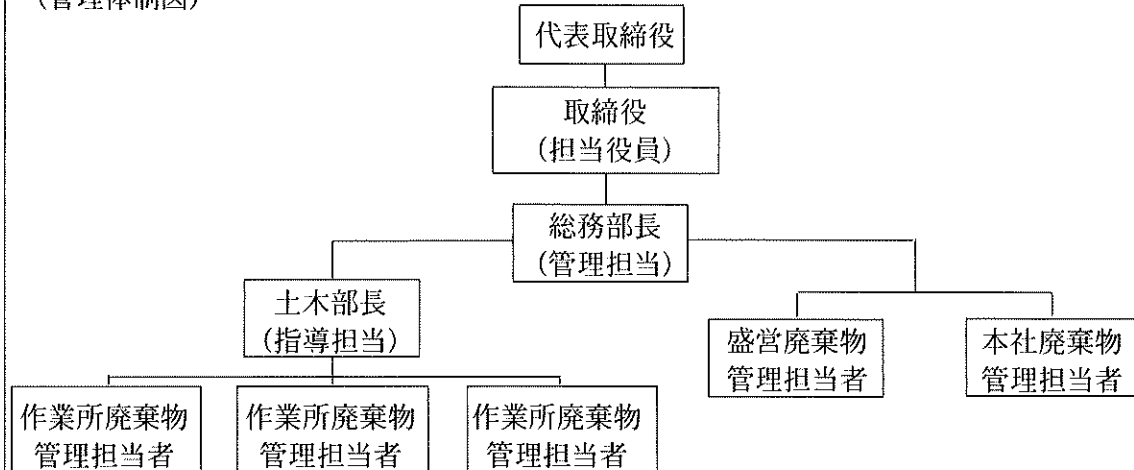 (管理体制図)
代表取締役
取締役
(担当役員)
総務部長
(管理担当)
土木部長
(指導担当)
盛営廃棄物
管理担当者
本社廃棄物
管理担当者
作業所廃棄物
管理担当者
作業所廃棄物
管理担当者
作業所廃棄物
管理担当者